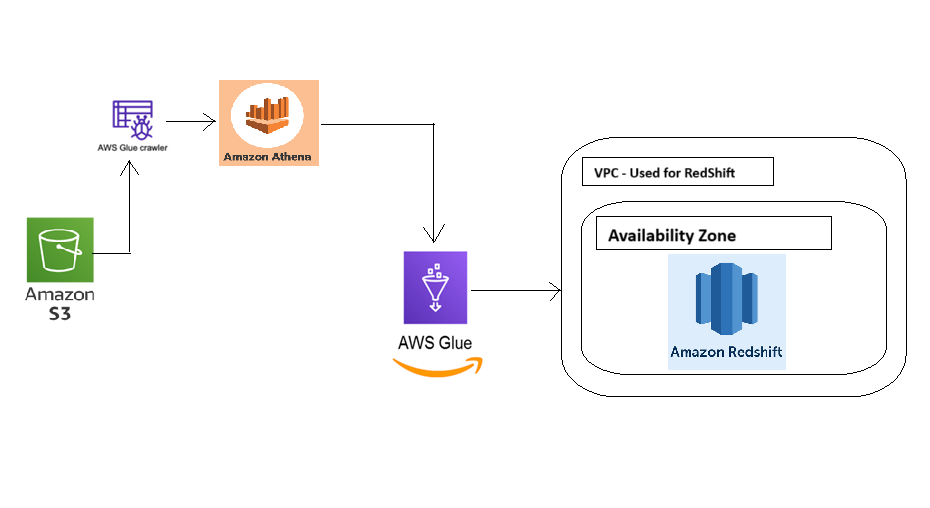 AWS Glue crawler
Amazon Athena
Amazon
S3
AWS Glue
VPC - Used for RedShift
Availability Zone
Amazon Redshift